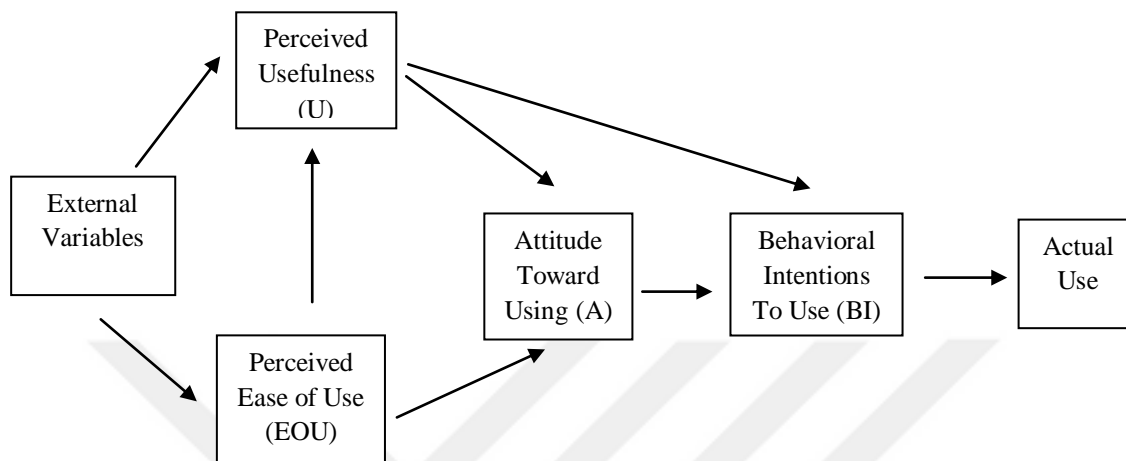 Perceived
Usefulness
(U)
External
Variables
Attitude
Toward
Using (A)
Behavioral
Intentions
To Use (BI)
Actual
Use
Perceived
Ease of Use
(EOU)